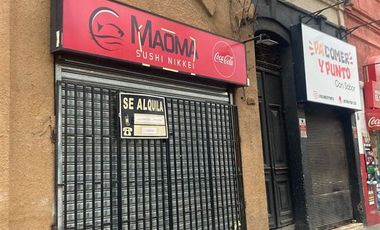 MAOMA
SUSHI NIKKEI
Coca-Cola
SE ALQUILA
PA COMER
Y PUNTO
Con Sabor